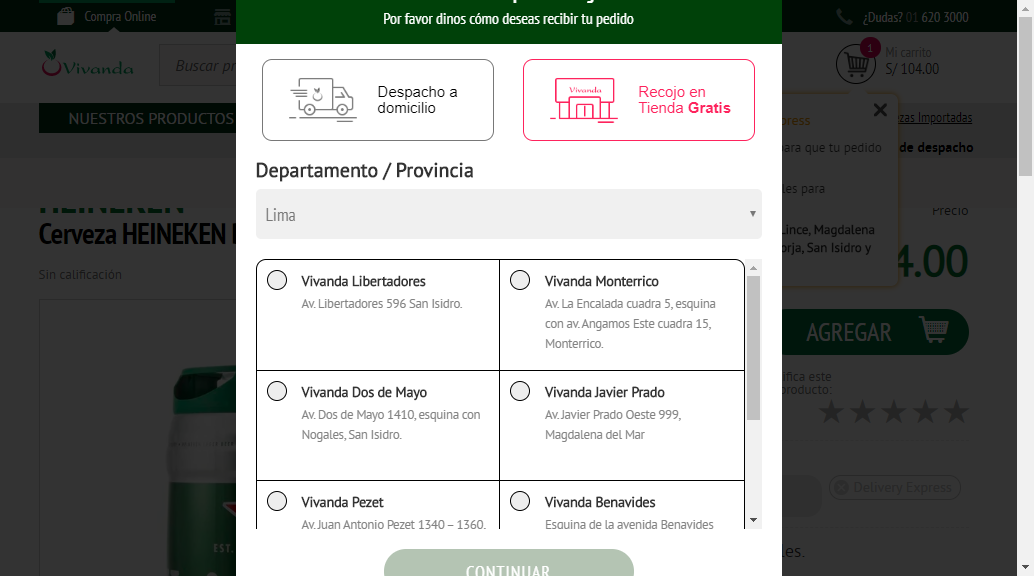 Compra Online
¿Dudas? 01 620 3000
Por favor dinos cómo deseas recibir tu pedido
Vivanda
Buscar
Mi carrito
1
S/ 104.00
Despacho a
domicilio
Vivanda
Recojo en
Tienda Gratis
NUESTROS PRODUCTOS
zas Importadas
para que tu pedido
de despacho
Departamento / Provincia
Lima
les para
HEINEKEN
Cerveza HEINEKEN
Precio
Lince, Magdalena
orja, San Isidro y
4.00
Sin calificación
Vivanda Libertadores
Av. Libertadores 596 San Isidro.
Vivanda Monterrico
Av. La Encalada cuadra 5, esquina
con av. Angamos Este cuadra 15,
Monterrico.
AGREGAR
ifica este
producto:
Vivanda Dos de Mayo
Av. Dos de Mayo 1410, esquina con
Nogales, San Isidro.
Vivanda Javier Prado
Av. Javier Prado Oeste 999,
Magdalena del Mar
Delivery Express
Vivanda Pezet
Av. Juan Antonio Pezet 1340 – 1360.
Vivanda Benavides
Esquina de la avenida Benavides
EST.
les.
CONTINUAR